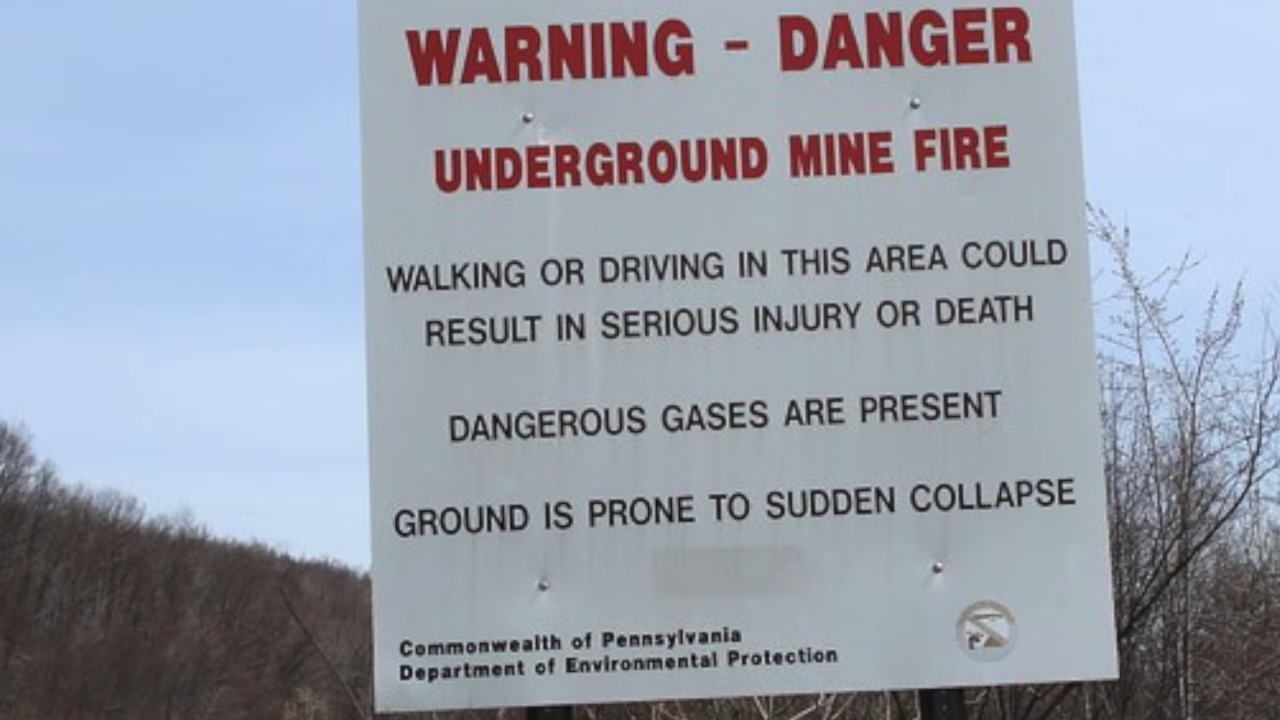 WARNING - DANGER
UNDERGROUND MINE FIRE
WALKING OR DRIVING IN THIS AREA COULD
RESULT IN SERIOUS INJURY OR DEATH
DANGEROUS GASES ARE PRESENT
GROUND IS PRONE TO SUDDEN COLLAPSE
Commonwealth of Pennsylvania
Department of Environmental Protection